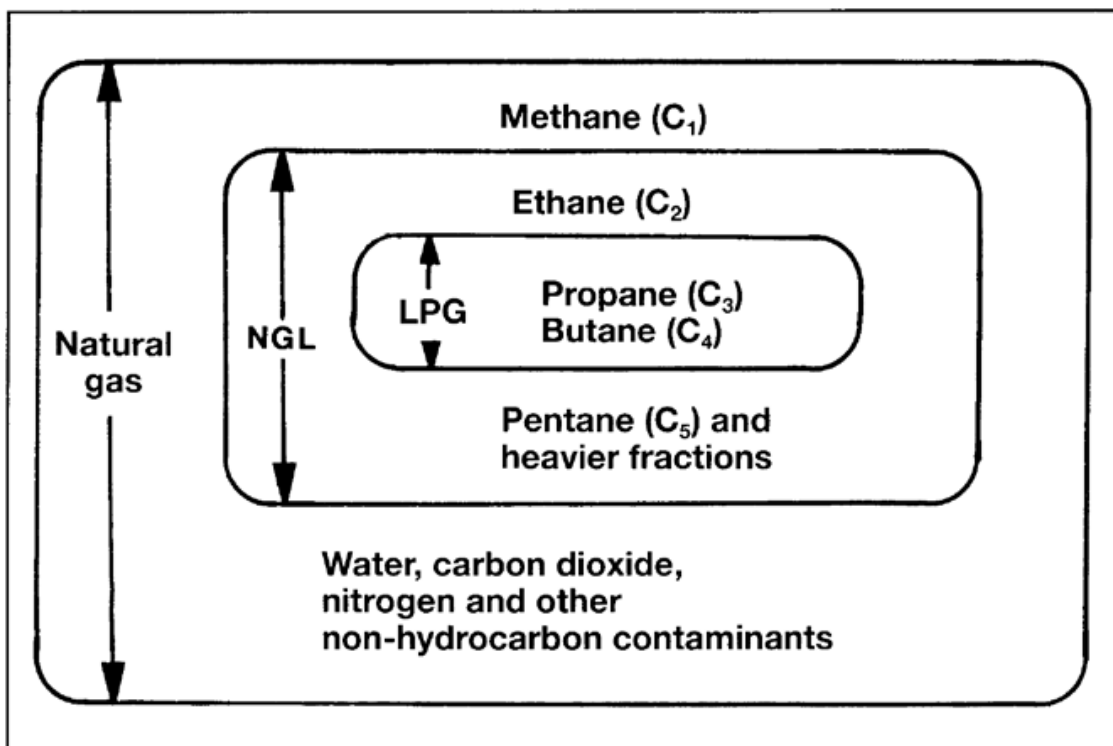 Methane (C₁)
Ethane (C₂)
LPG
Propane (C₃)
Butane (C₄)
NGL
Natural
gas
Pentane (C₅) and
heavier fractions
Water, carbon dioxide,
nitrogen and other
non-hydrocarbon contaminants